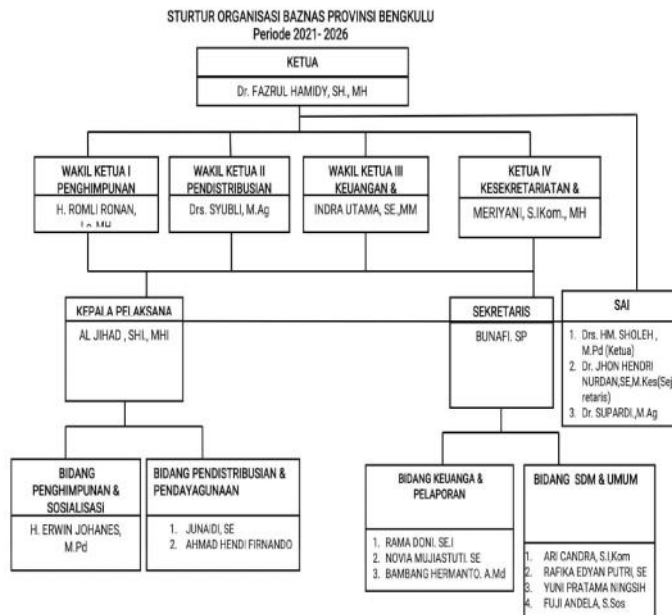 STURTUR ORGANISASI BAZNAS PROVINSI BENGKULU
Periode 2021- 2026
KETUA
Dr. FAZRUL HAMIDY, SH., MH
WAKIL KETUA I
PENGHIMPUNAN
H. ROMLI RONAN,
WAKIL KETUA II
PENDISTRIBUSIAN
Drs. SYUBLI, M.Ag
WAKIL KETUA III
KEUANGAN &
INDRA UTAMA, SE.,MM
KETUA IV
KESEKRETARIATAN &
MERIYANI, S.IKom., MH
KEPALA PELAKSANA
AL JIHAD , SHI., MHI
SEKRETARIS
BUNAFI. SP
SAI
1. Drs. HM. SHOLEH ,
M.Pd (Ketua)
2. Dr. JHON HENDRI
NURDAN,SE,M.Kes(Sej
retaris)
3. Dr. SUPARDI.,M.Ag
BIDANG
PENGHIMPUNAN &
SOSIALISASI
H. ERWIN JOHANES,
M.Pd
BIDANG PENDISTRIBUSIAN &
PENDAYAGUNAAN
1. JUNAIDI, SE
2. AHMAD HENDI FIRNANDO
BIDANG KEUANGA &
PELAPORAN
1. RAMA DONI. SE.I
2. NOVIA MUJIASTUTI. SE
3. BAMBANG HERMANTO. A.Md
BIDANG SDM & UMUM
1. ARI CANDRA, S.I,Kom
2. RAFIKA EDYAN PUTRI, SE
3. YUNI PRATAMA NINGSIH
4. FUJI ANDELA, S.Sos